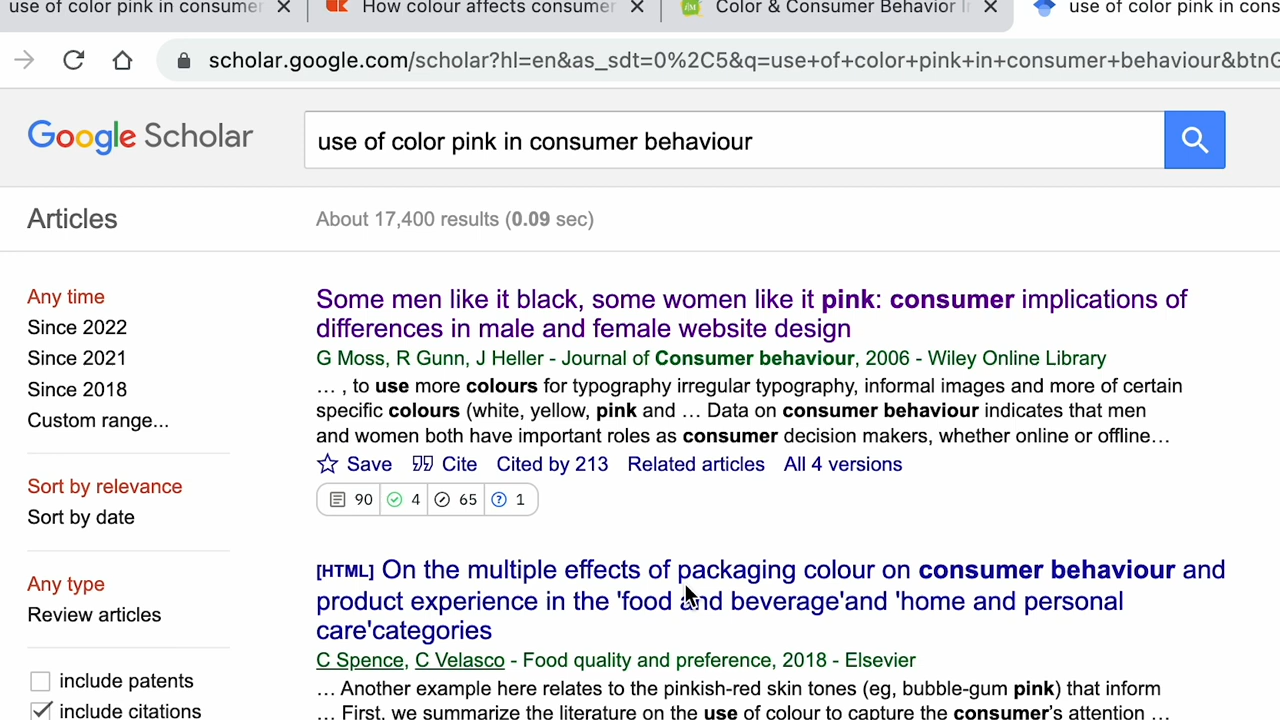 use of color pink in consumer
How colour affects consumer
Color & Consumer Behavior
use of color pink in cons
scholar.google.com/scholar?hl=en&as_sdt=0%2C5&q=use+of+color+pink+in+consumer+behaviour&btnG
Google Scholar
use of color pink in consumer behaviour
Articles
About 17,400 results (0.09 sec)
Any time
Since 2022
Since 2021
Since 2018
Custom range...
Sort by relevance
Sort by date
Any type
Review articles
include patents
include citations
Some men like it black, some women like it pink: consumer implications of
differences in male and female website design
G Moss, R Gunn, J Heller - Journal of Consumer behaviour, 2006 - Wiley Online Library
… , to use more colours for typography irregular typography, informal images and more of certain
specific colours (white, yellow, pink and … Data on consumer behaviour indicates that men
and women both have important roles as consumer decision makers, whether online or offline…
Save Cite Cited by 213 Related articles All 4 versions
90 4 65 1
[HTML] On the multiple effects of packaging colour on consumer behaviour and
product experience in the 'food and beverage'and 'home and personal
care'categories
C Spence, C Velasco - Food quality and preference, 2018 - Elsevier
… Another example here relates to the pinkish-red skin tones (eg, bubble-gum pink) that inform
… First, we summarize the literature on the use of colour to capture the consumer's attention …